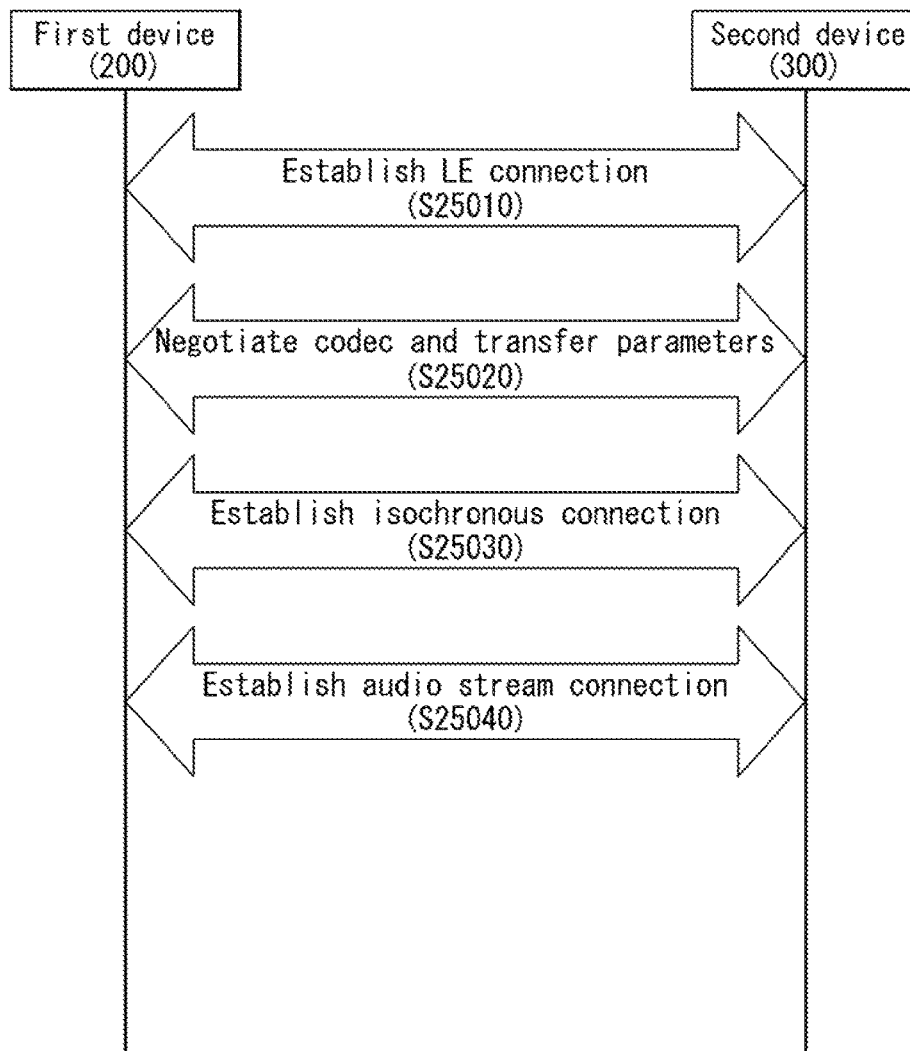 First device
(200)
Second device
(300)
Establish LE connection
(S25010)
Negotiate codec and transfer parameters
(S25020)
Establish isochronous connection
(S25030)
Establish audio stream connection
(S25040)